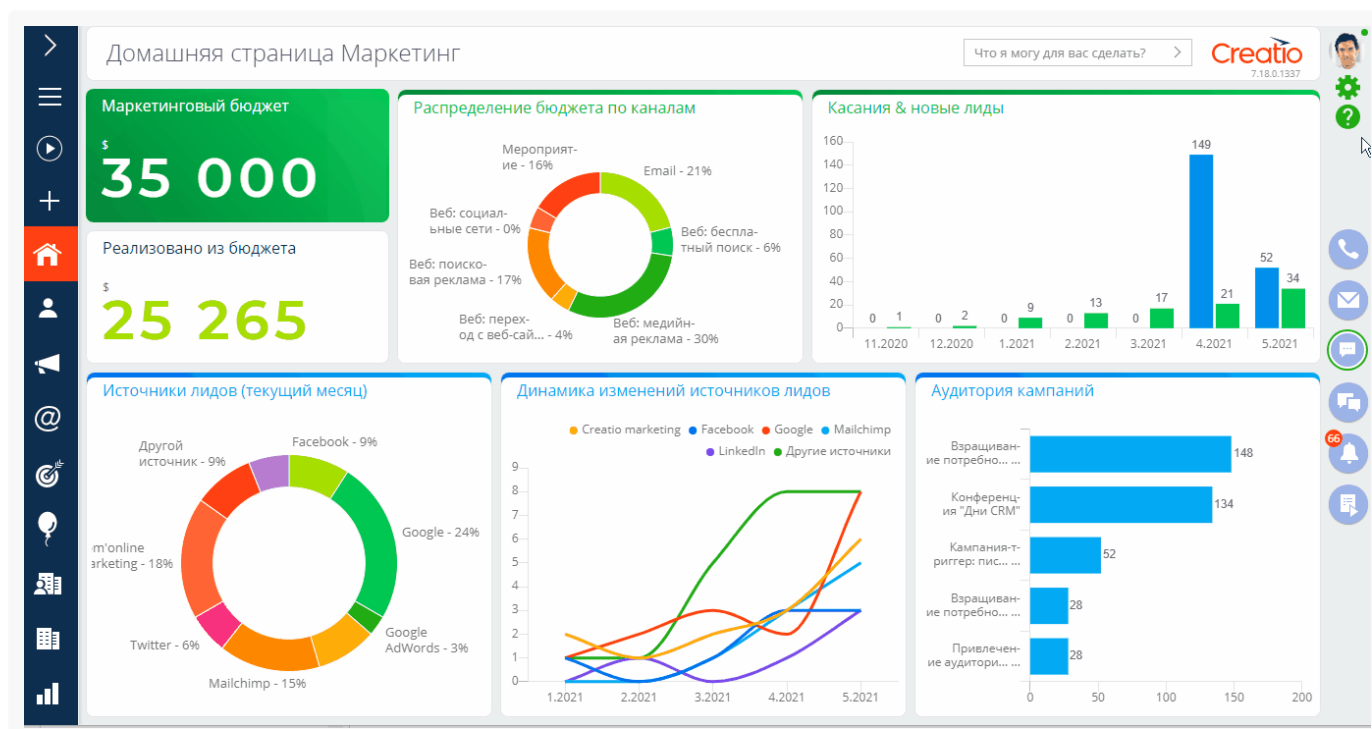 Домашняя страница Маркетинг
Что я могу для вас сделать?
Creatio
7.18.0.1337
Маркетинговый бюджет
$
35 000
Реализовано из бюджета
$
25 265
Распределение бюджета по каналам
Мероприят-
ие - 16%
Email - 21%
Веб: социал-
ьные сети - 0%
Веб: беспла-
тный поиск - 6%
Веб: поиско-
вая реклама - 17%
Веб: перех-
од с веб-сай... - 4%
Веб: медийн-
ая реклама - 30%
Касания & новые лиды
160
140
120
100
80
60
40
20
0
0 1
0 2
0 9
0 13
0 17
149 21
52 34
11.2020 12.2020 1.2021 2.2021 3.2021 4.2021 5.2021
Источники лидов (текущий месяц)
Другой
источник - 9%
Facebook - 9%
Google - 24%
om'online
arketing - 18%
Google
AdWords - 3%
Twitter - 6%
Mailchimp - 15%
Динамика изменений источников лидов
Creatio marketing Facebook Google Mailchimp
LinkedIn Другие источники
9
8
7
6
5
4
3
2
1
0
1.2021 2.2021 3.2021 4.2021 5.2021
Аудитория кампаний
Взращиван-
ие потребно... ...
148
Конференц-
ия "Дни CRM"
134
Кампания-т-
риггер: пис... ...
52
Взращиван-
ие потребно... ...
28
Привлечен-
ие аудитори... ...
28
0 50 100 150 200
66